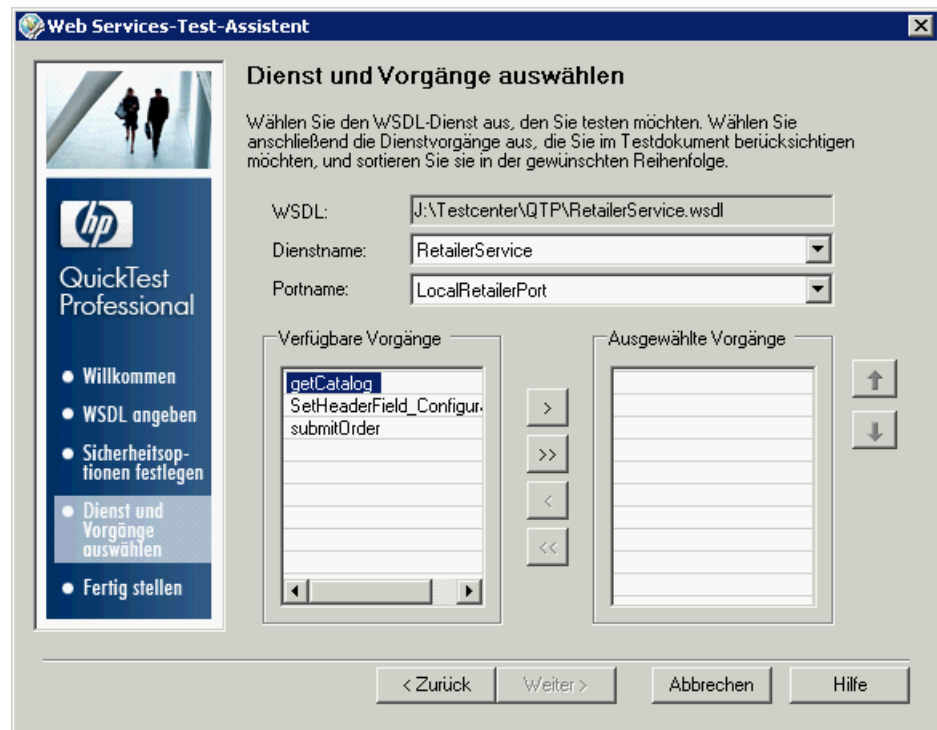 Web Services-Test-Assistent
hp
QuickTest
Professional
Willkommen
WSDL angeben
Sicherheitsop-
tionen festlegen
Dienst und
Vorgänge
auswählen
Fertig stellen
Dienst und Vorgänge auswählen
Wählen Sie den WSDL-Dienst aus, den Sie testen möchten. Wählen Sie
anschließend die Dienstvorgänge aus, die Sie im Testdokument berücksichtigen
möchten, und sortieren Sie sie in der gewünschten Reihenfolge.
WSDL: J:\Testcenter\QTP\RetailerService.wsdl
Dienstname: RetailerService
Portname: LocalRetailerPort
Verfügbare Vorgänge
getCatalog
SetHeaderField_Configur
submitOrder
>
>>
<
<<
Ausgewählte Vorgänge
< Zurück Weiter > Abbrechen Hilfe